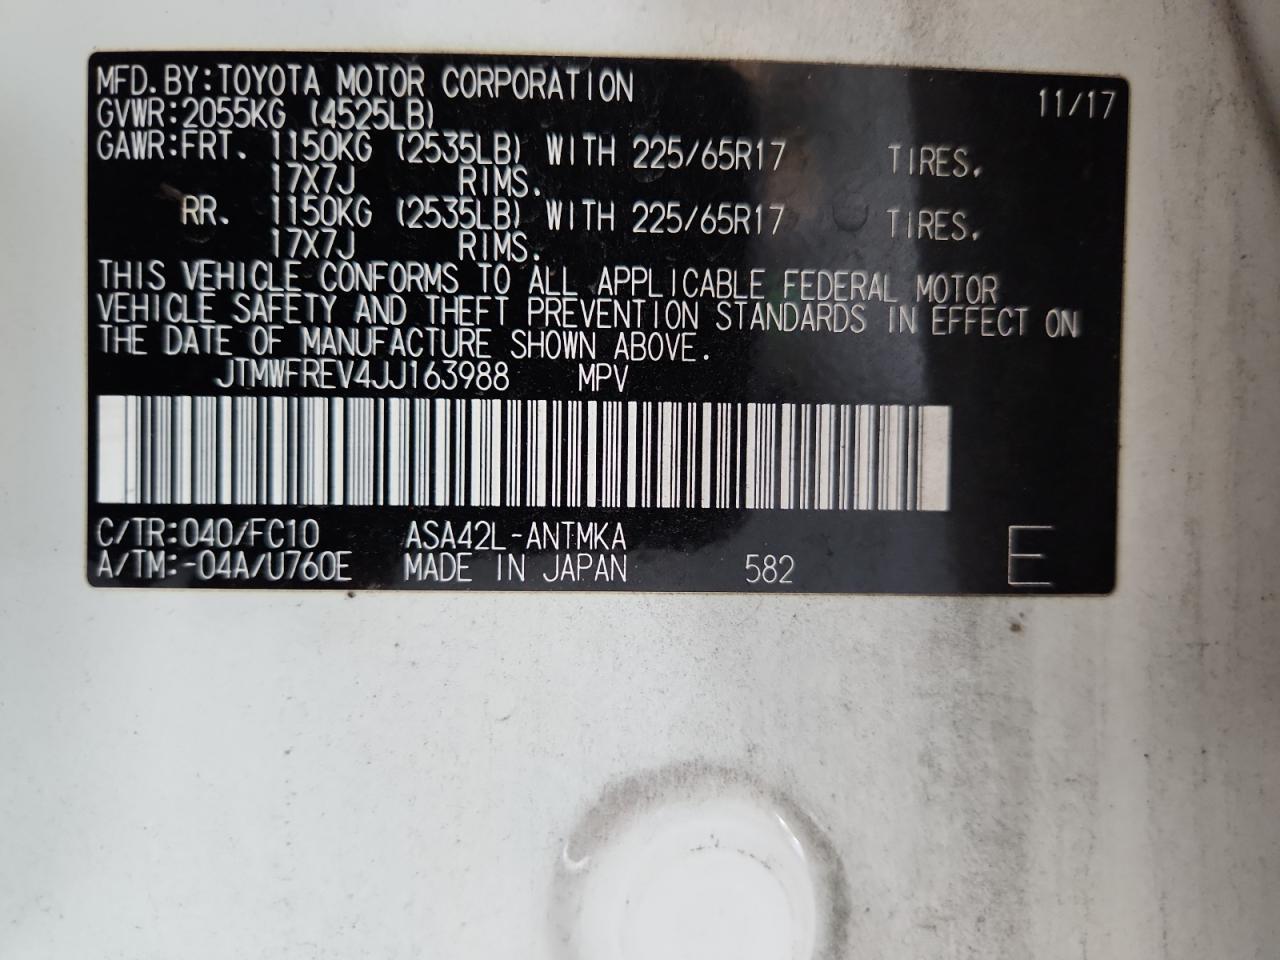 MFD.BY:TOYOTA MOTOR CORPORATION 11/17
GVWR:2055KG (4525LB)
GAWR:FRT. 1150KG (2535LB) WITH 225/65R17 TIRES.
17X7J RIMS.
RR. 1150KG (2535LB) WITH 225/65R17 TIRES.
17X7J RIMS.
THIS VEHICLE CONFORMS TO ALL APPLICABLE FEDERAL MOTOR
VEHICLE SAFETY AND THEFT PREVENTION STANDARDS IN EFFECT ON
THE DATE OF MANUFACTURE SHOWN ABOVE.
JTMWFREV4JJ163988 MPV
C/TR:040/FC10 ASA42L-ANTMKA
A/TM:-04A/U760E MADE IN JAPAN 582 E